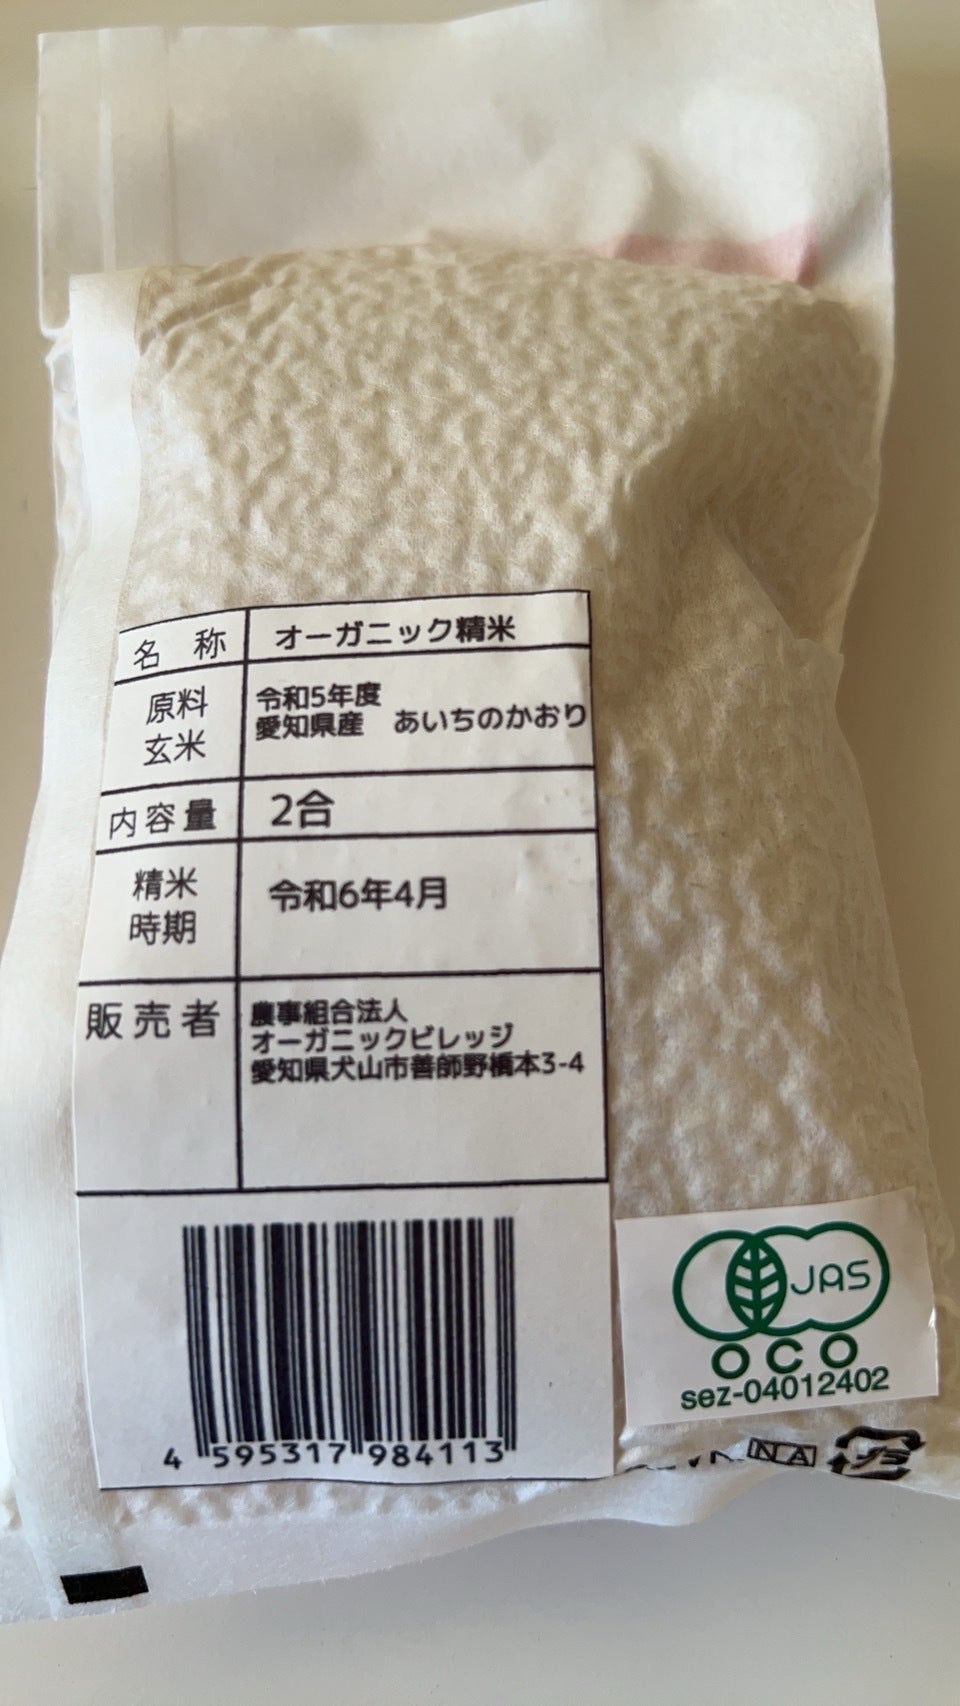 名 称 オーガニック精米
原料
玄米
令和5年度
愛知県産 あいちのかおり
内容量 2合
精米
時期
令和6年4月
販売者
農事組合法人
オーガニックビレッジ
愛知県犬山市善師野橋本3-4
4 595317 984113
JAS
OCO
sez-04012402
NA
プラ